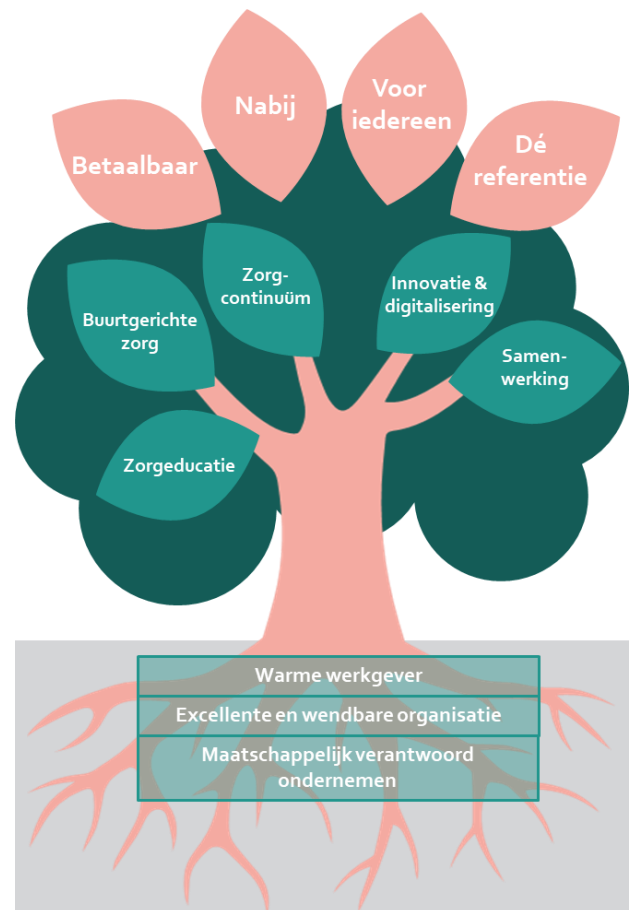 Betaalbaar
Nabij
Voor
iedereen
Dé
referentie
Buurtgerichte
zorg
Zorg-
continuüm
Innovatie &
digitalisering
Samen-
werking
Zorgeducatie
Warme werkgever
Excellente en wendbare organisatie
Maatschappelijk verantwoord
ondernemen